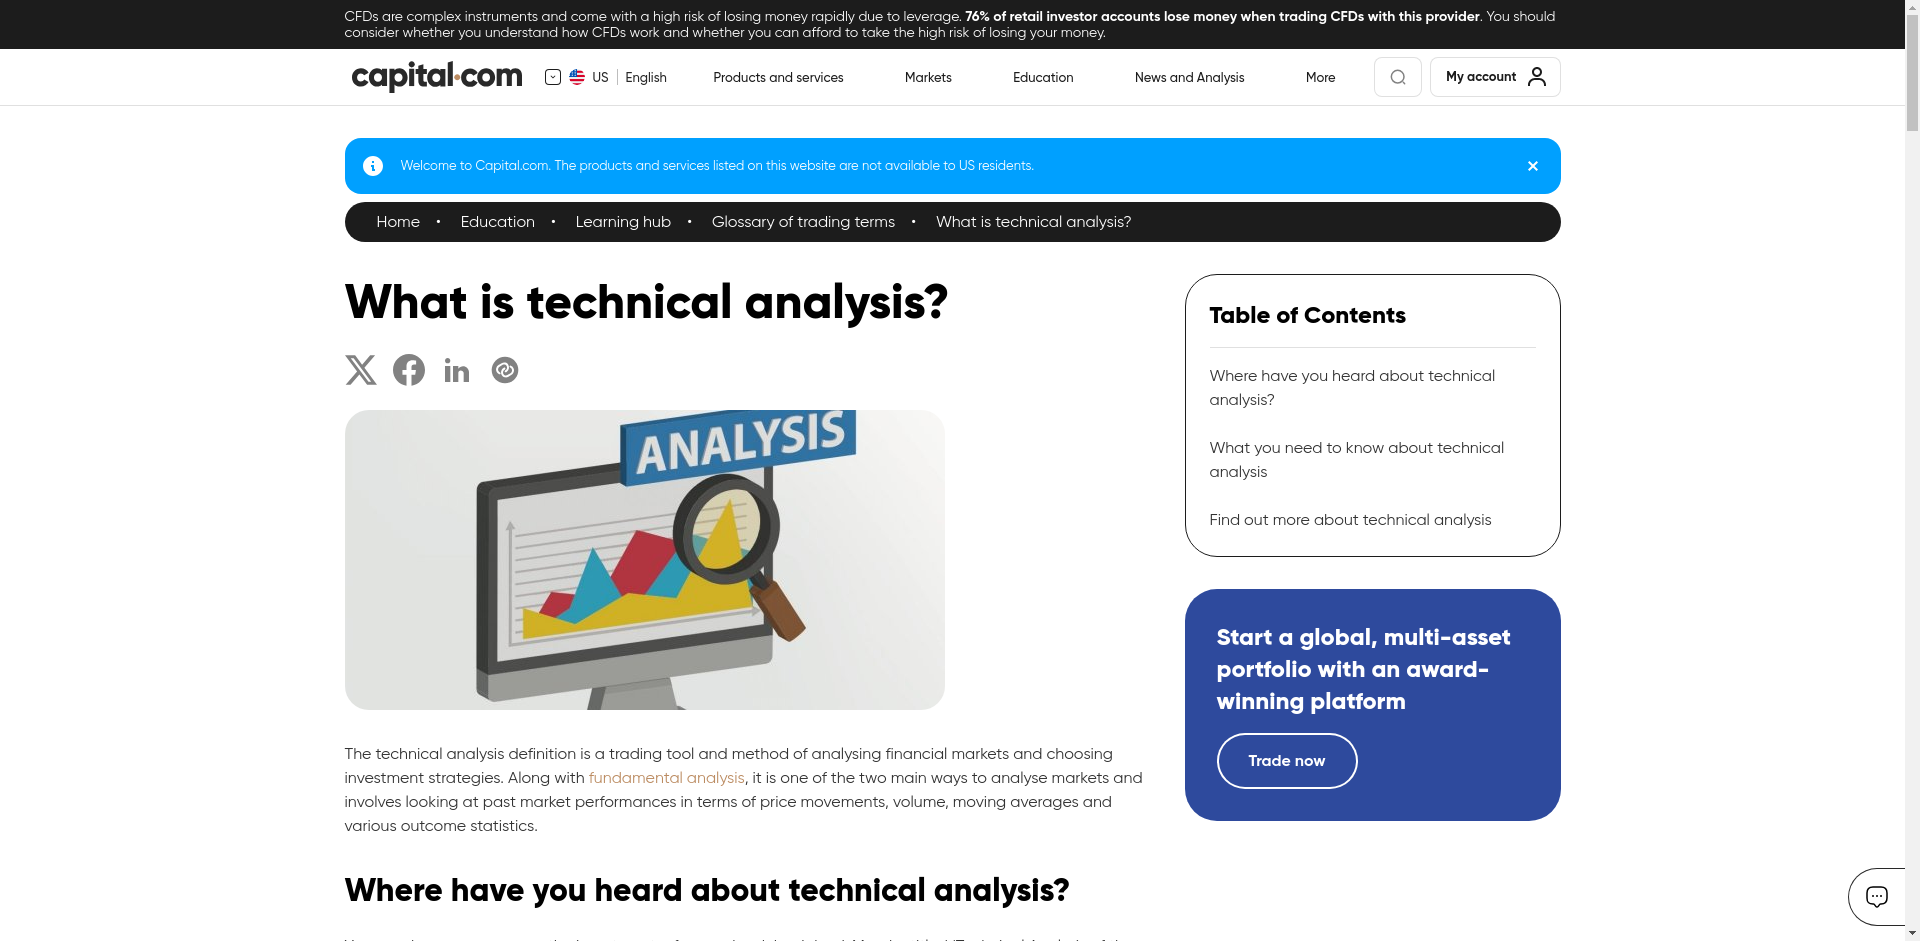 CFDs are complex instruments and come with a high risk of losing money rapidly due to leverage. 76% of retail investor accounts lose money when trading CFDs with this provider. You should
consider whether you understand how CFDs work and whether you can afford to take the high risk of losing your money.
capital.com
US
English
Products and services
Markets
Education
News and Analysis
More
My account
Welcome to Capital.com. The products and services listed on this website are not available to US residents.
Home • Education • Learning hub • Glossary of trading terms • What is technical analysis?
What is technical analysis?
ANALYSIS
The technical analysis definition is a trading tool and method of analysing financial markets and choosing
investment strategies. Along with fundamental analysis, it is one of the two main ways to analyse markets and
involves looking at past market performances in terms of price movements, volume, moving averages and
various outcome statistics.
Where have you heard about technical analysis?
Table of Contents
Where have you heard about technical
analysis?
What you need to know about technical
analysis
Find out more about technical analysis
Start a global, multi-asset
portfolio with an award-
winning platform
Trade now